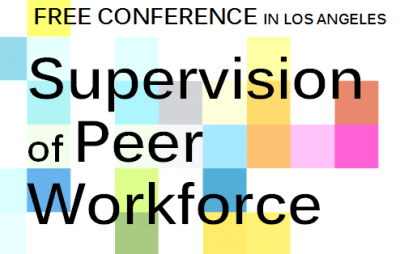 FREE CONFERENCE IN LOS ANGELES
Supervision
of Peer
Workforce